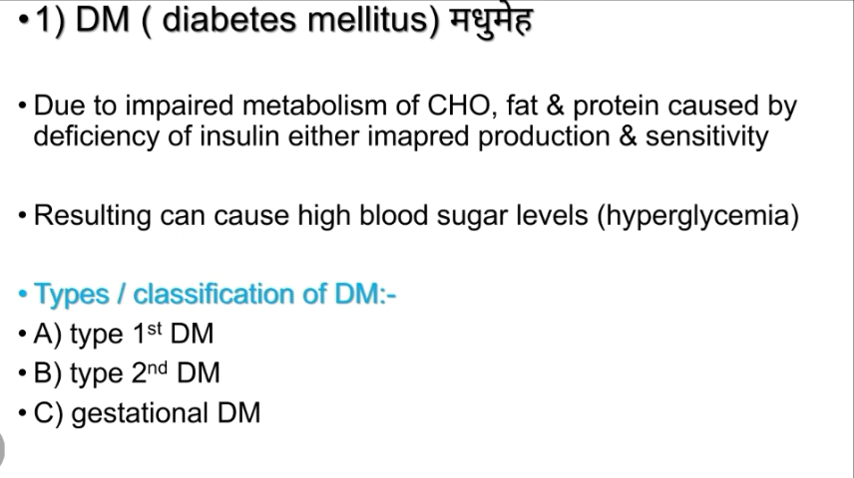 • 1) DM ( diabetes mellitus) मधुमेह
• Due to impaired metabolism of CHO, fat & protein caused by
deficiency of insulin either imapred production & sensitivity
• Resulting can cause high blood sugar levels (hyperglycemia)
• Types / classification of DM:-
• A) type 1st DM
• B) type 2nd DM
• C) gestational DM